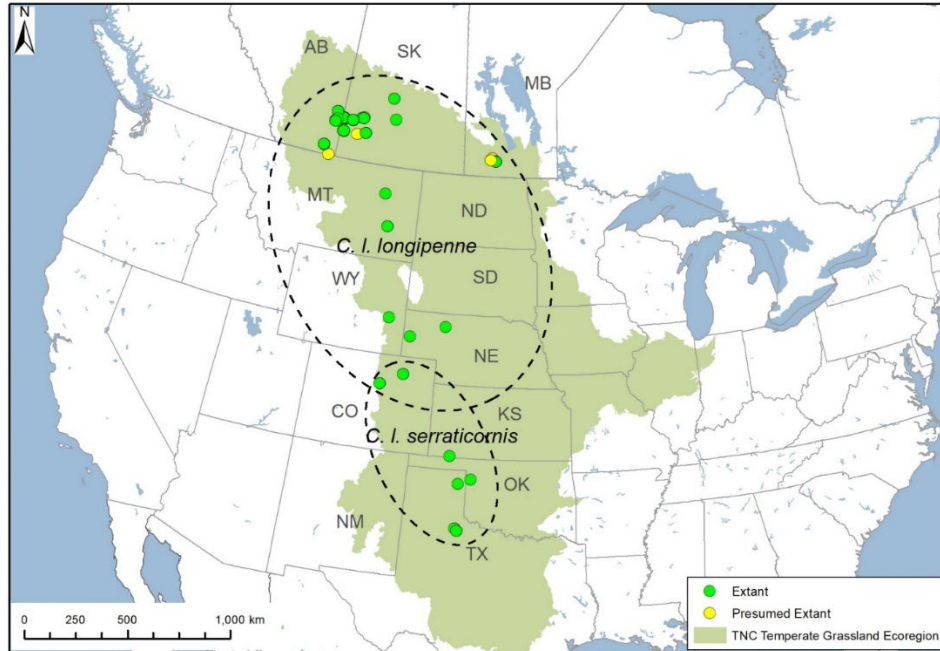 N
AB
SK
MB
MT
ND
C. l. longipenne
WY
SD
NE
CO
KS
C. l. serraticornis
OK
NM
TX
0 250 500 1,000 km
Extant
Presumed Extant
TNC Temperate Grassland Ecoregion